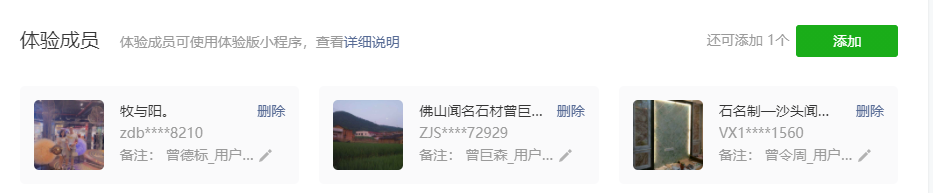 体验成员 体验成员可使用体验版小程序，查看详细说明 还可添加 1个 添加
牧与阳。 删除 佛山闻名石材曾巨... 删除 石名制—沙头闻... 删除
zdb****8210 ZJS****72929 VX1****1560
备注： 曾德标_用户... 备注： 曾巨森_用户... 备注： 曾令周_用户...